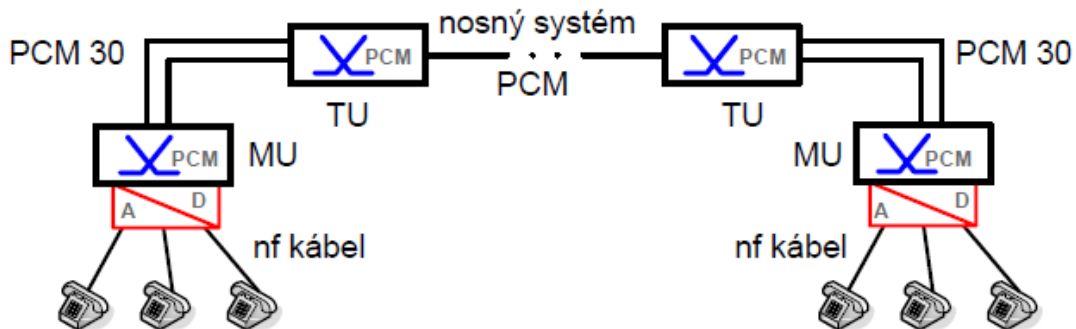 nosný systém
PCM 30
PCM
PCM
PCM
PCM 30
TU
TU
PCM
MU
MU
PCM
A
D
A
D
nf kábel
nf kábel